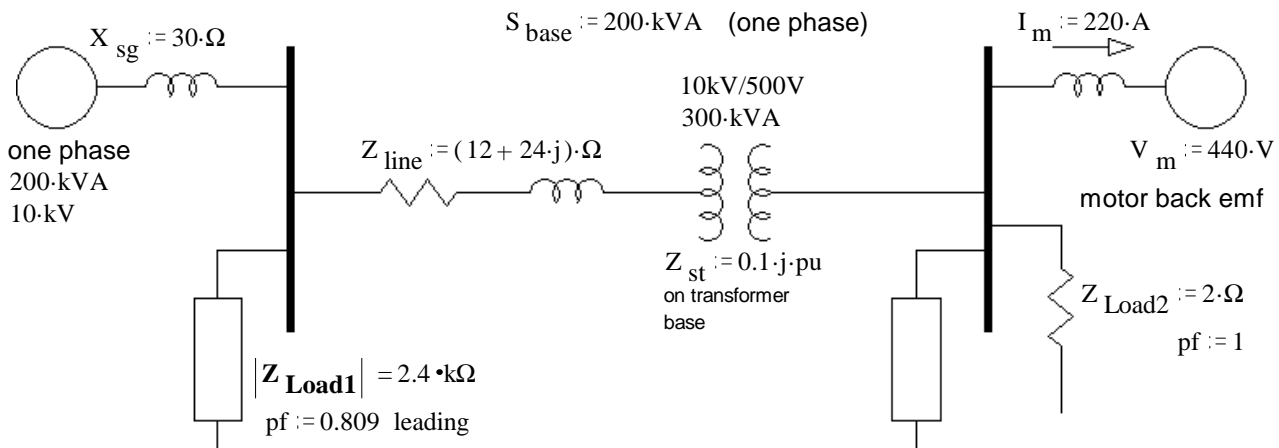 S base := 200·kVA (one phase)
X sg := 30·Ω
I m := 220·A
10kV/500V
300·kVA
one phase
200·kVA
10·kV
Z line := (12 + 24·j)·Ω
V m := 440·V
motor back emf
Z st := 0.1·j·pu
on transformer
base
Z Load2 := 2·Ω
pf := 1
|Z Load1| = 2.4 •kΩ
pf := 0.809 leading